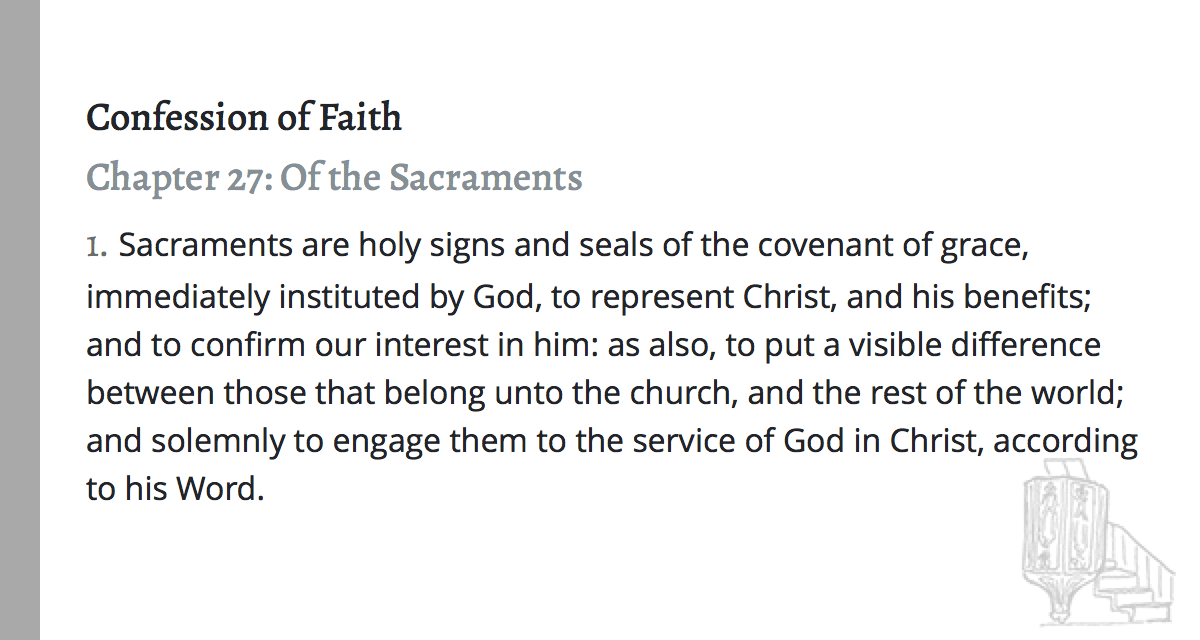 Confession of Faith
Chapter 27: Of the Sacraments
1. Sacraments are holy signs and seals of the covenant of grace,
immediately instituted by God, to represent Christ, and his benefits;
and to confirm our interest in him: as also, to put a visible difference
between those that belong unto the church, and the rest of the world;
and solemnly to engage them to the service of God in Christ, according
to his Word.